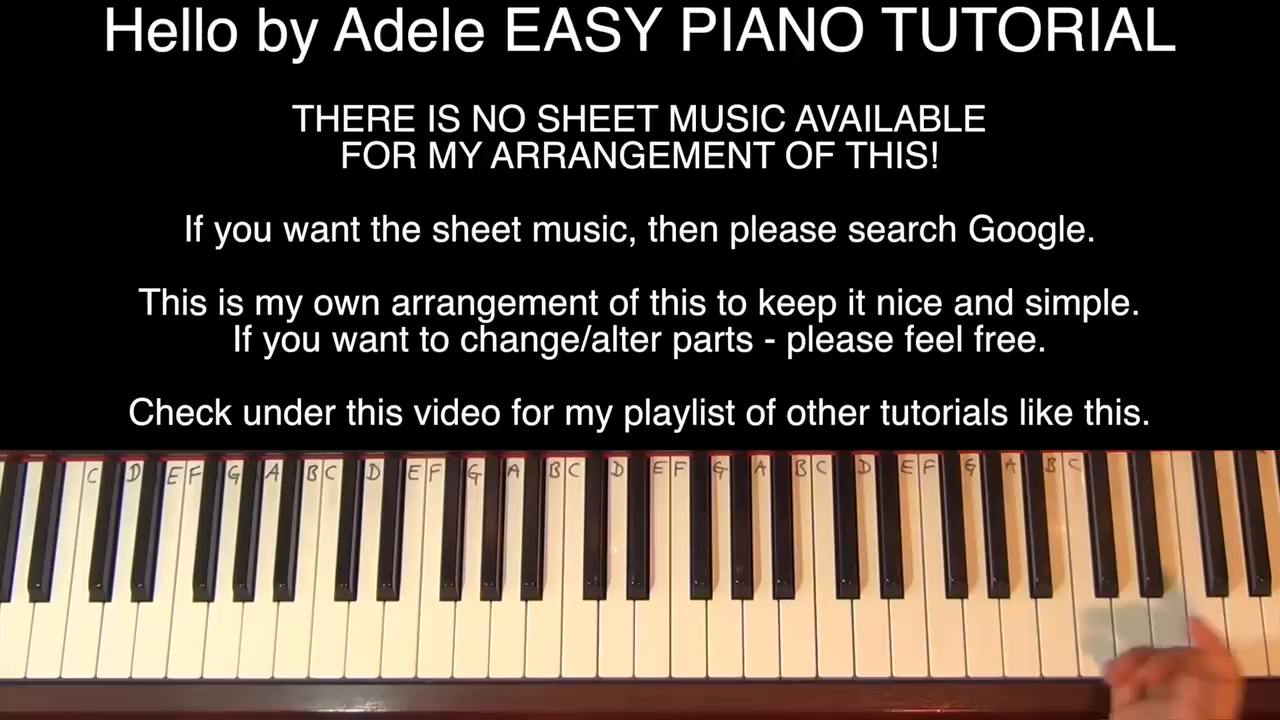 Hello by Adele EASY PIANO TUTORIAL
THERE IS NO SHEET MUSIC AVAILABLE
FOR MY ARRANGEMENT OF THIS!
If you want the sheet music, then please search Google.
This is my own arrangement of this to keep it nice and simple.
If you want to change/alter parts - please feel free.
Check under this video for my playlist of other tutorials like this.
C D E F G A B C D E F G A B C D E F G A B C D E F G A B C